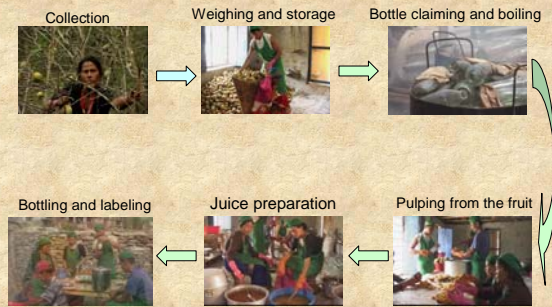 Collection
Weighing and storage
Bottle claiming and boiling
Pulping from the fruit
Juice preparation
Bottling and labeling